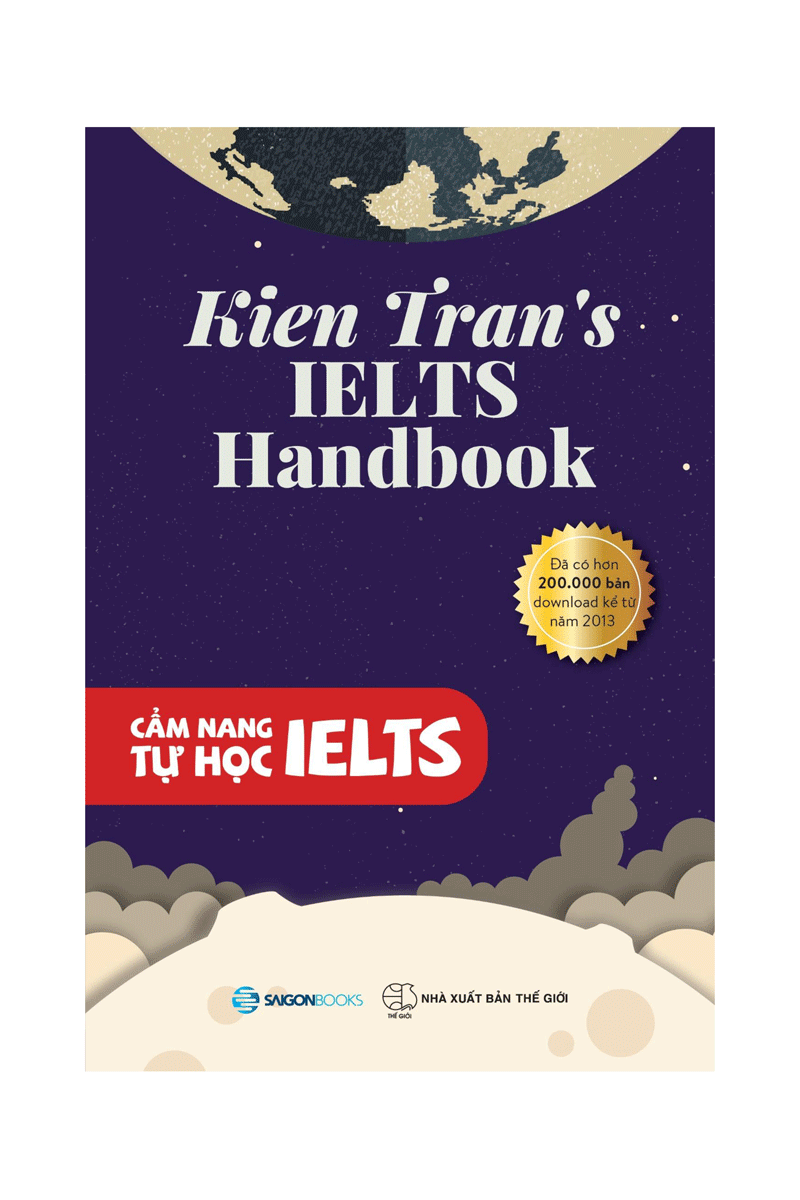 Kien Tran's
IELTS
Handbook
Đã có hơn
200.000 bản
download kể từ
năm 2013
CẨM NANG
TỰ HỌC IELTS
SAIGONBOOKS
THẾ GIỚI
NHÀ XUẤT BẢN THẾ GIỚI